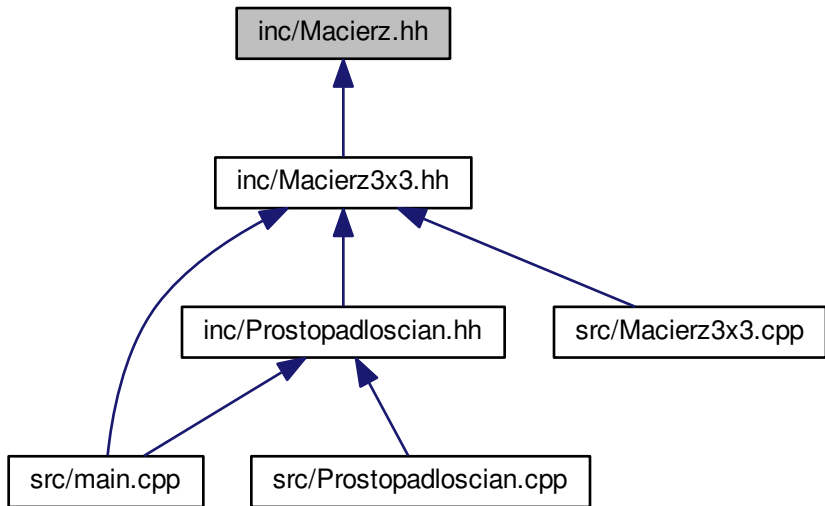 inc/Macierz.hh
inc/Macierz3x3.hh
inc/Prostopadloscian.hh
src/Macierz3x3.cpp
src/main.cpp
src/Prostopadloscian.cpp